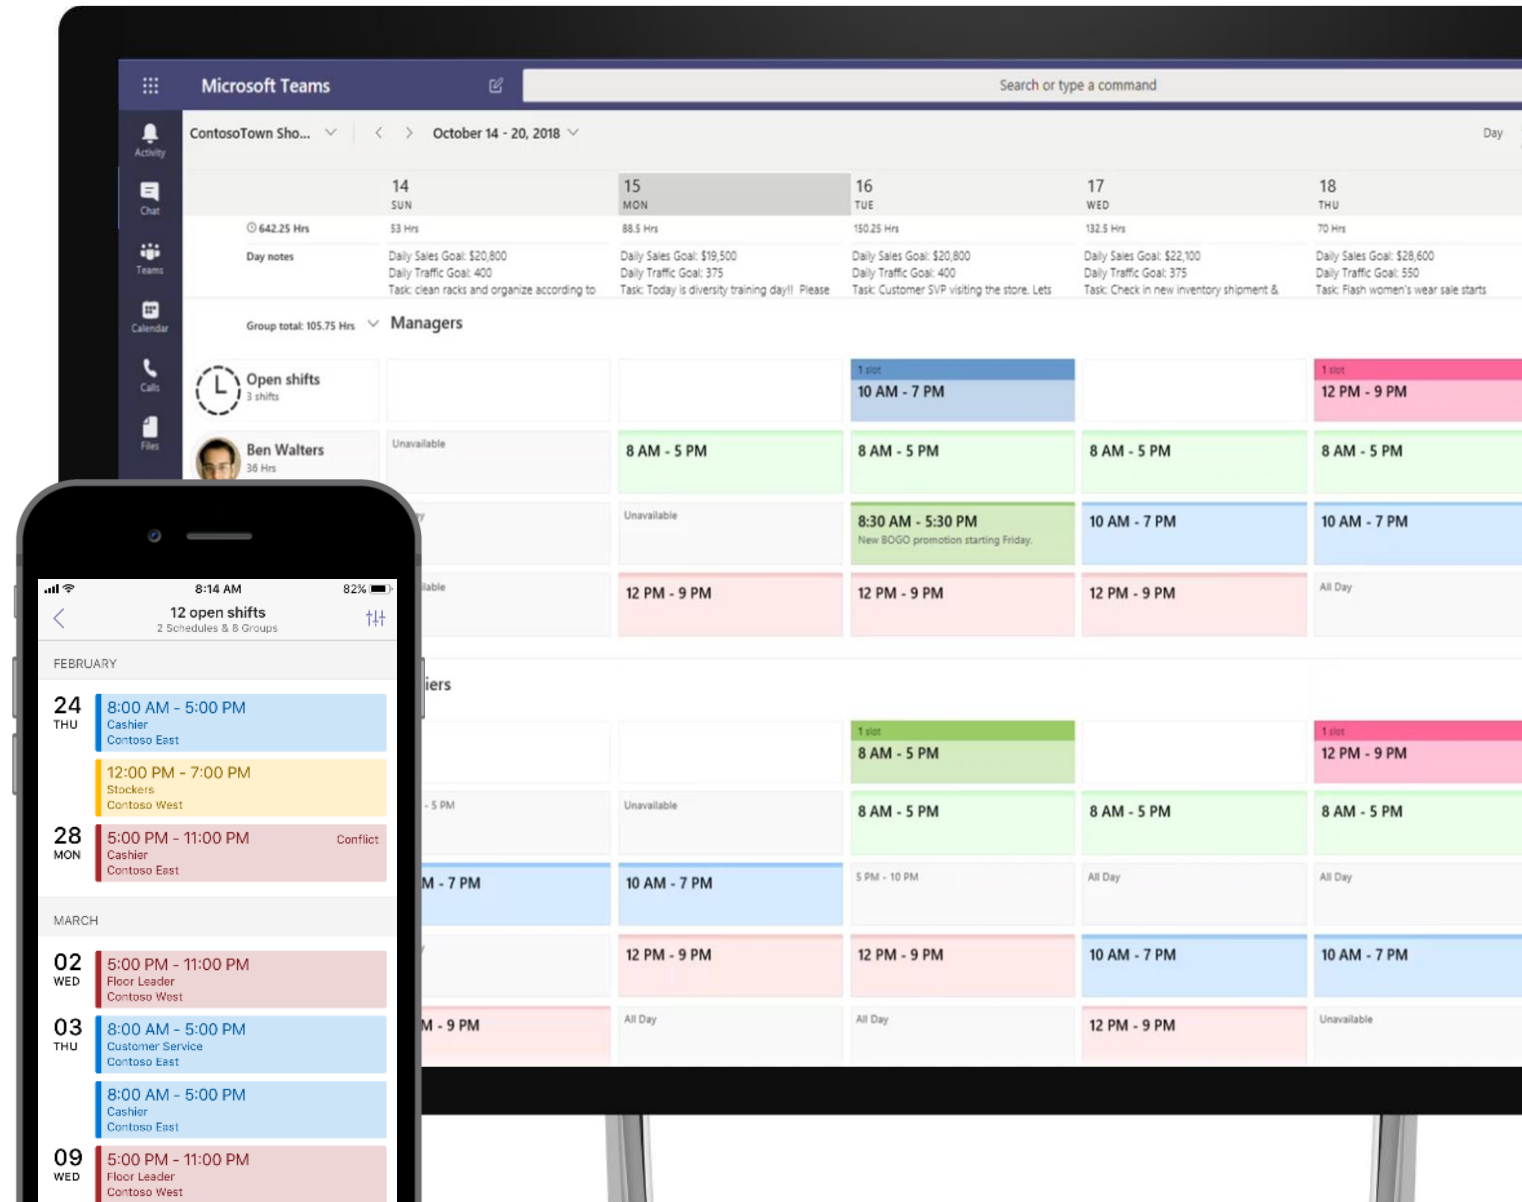 Microsoft Teams
Search or type a command
Activity
Chat
Teams
Calendar
Calls
Files
ContosoTown Sho...
October 14 - 20, 2018
Day
14
SUN
15
MON
16
TUE
17
WED
18
THU
642.25 Hrs
53 Hrs
88.5 Hrs
150.25 Hrs
132.5 Hrs
70 Hrs
Day notes
Daily Sales Goal: $20,800
Daily Traffic Goal: 400
Task: clean racks and organize according to
Daily Sales Goal: $19,500
Daily Traffic Goal: 375
Task: Today is diversity training day!! Please
Daily Sales Goal: $20,800
Daily Traffic Goal: 400
Task: Customer SVP visiting the store. Lets
Daily Sales Goal: $22,100
Daily Traffic Goal: 375
Task: Check in new inventory shipment &
Daily Sales Goal: $28,600
Daily Traffic Goal: 550
Task: Flash women's wear sale starts
Group total: 105.75 Hrs
Managers
Open shifts
3 shifts
1 slot
10 AM - 7 PM
1 slot
12 PM - 9 PM
Ben Walters
36 Hrs
Unavailable
8 AM - 5 PM
8 AM - 5 PM
8 AM - 5 PM
8 AM - 5 PM
Unavailable
8:30 AM - 5:30 PM
New BOGO promotion starting Friday.
10 AM - 7 PM
10 AM - 7 PM
12 PM - 9 PM
12 PM - 9 PM
12 PM - 9 PM
All Day
iers
1 slot
8 AM - 5 PM
1 slot
12 PM - 9 PM
- 5 PM
Unavailable
8 AM - 5 PM
8 AM - 5 PM
8 AM - 5 PM
M - 7 PM
10 AM - 7 PM
5 PM - 10 PM
All Day
All Day
12 PM - 9 PM
12 PM - 9 PM
10 AM - 7 PM
10 AM - 7 PM
M - 9 PM
All Day
All Day
12 PM - 9 PM
Unavailable
8:14 AM
82%
12 open shifts
2 Schedules & 8 Groups
FEBRUARY
24
THU
8:00 AM - 5:00 PM
Cashier
Contoso East
12:00 PM - 7:00 PM
Stockers
Contoso West
28
MON
5:00 PM - 11:00 PM
Conflict
Cashier
Contoso East
MARCH
02
WED
5:00 PM - 11:00 PM
Floor Leader
Contoso West
03
THU
8:00 AM - 5:00 PM
Customer Service
Contoso East
8:00 AM - 5:00 PM
Cashier
Contoso East
09
WED
5:00 PM - 11:00 PM
Floor Leader
Contoso West